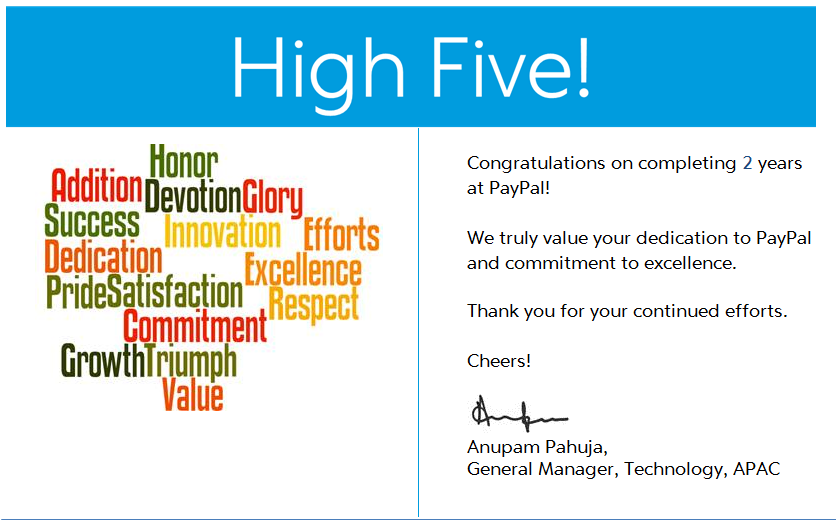 High Five!
Honor
Addition
Devotion Glory
Success
Innovation
Efforts
Dedication
Excellence
Pride Satisfaction
Respect
Commitment
Growth Triumph
Value
Congratulations on completing 2 years
at PayPal!
We truly value your dedication to PayPal
and commitment to excellence.
Thank you for your continued efforts.
Cheers!
Anupam Pahuja,
General Manager, Technology, APAC